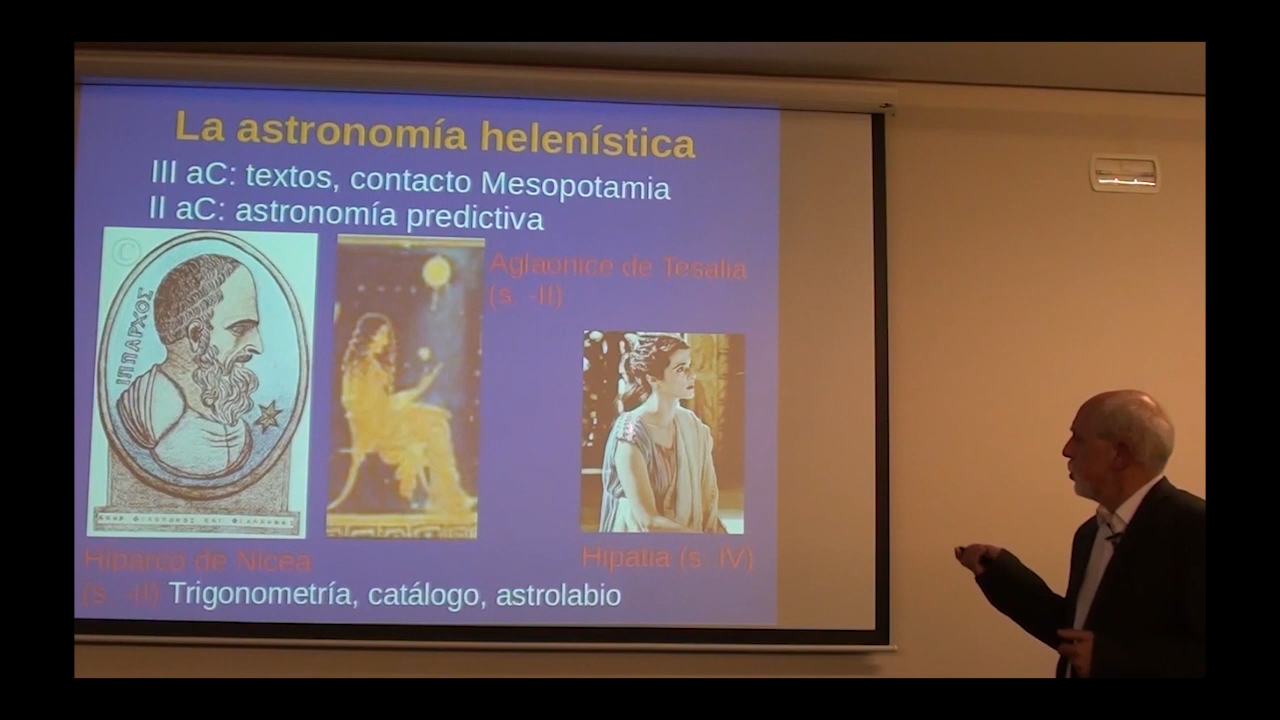 La astronomía helenística
III aC: textos, contacto Mesopotamia
II aC: astronomía predictiva
©
ΙΠΠΑΡΧΟΣ
Aglaonice de Tesalia
(s. -II)
Hiparco de Nicea
(s. -II) Trigonometría, catálogo, astrolabio
Hipatia (s. IV)